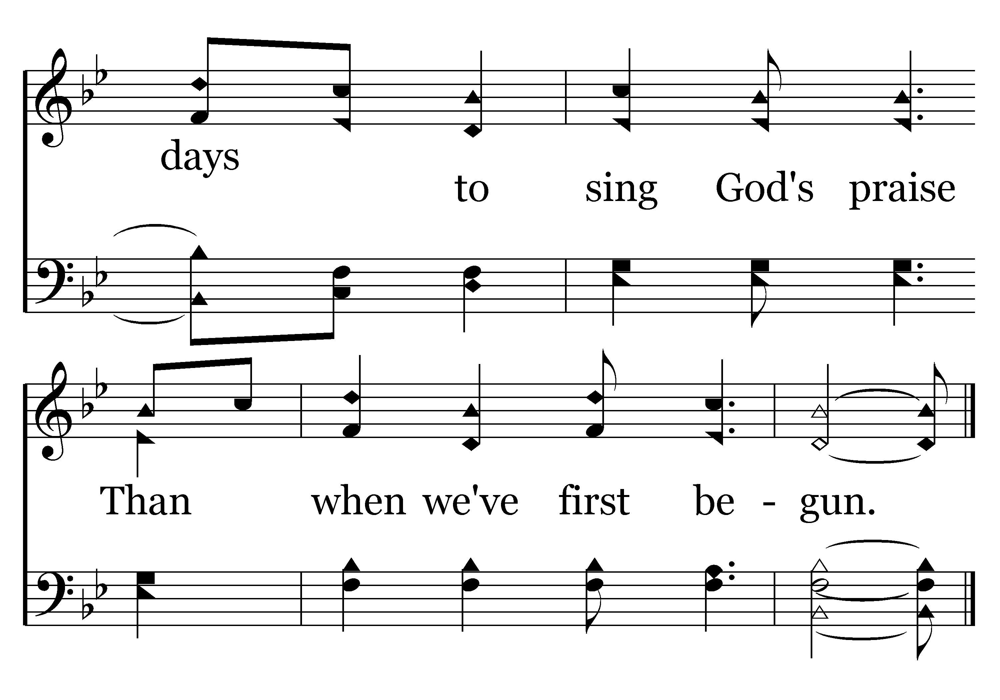 days
to sing God's praise
Than when we've first be - gun.